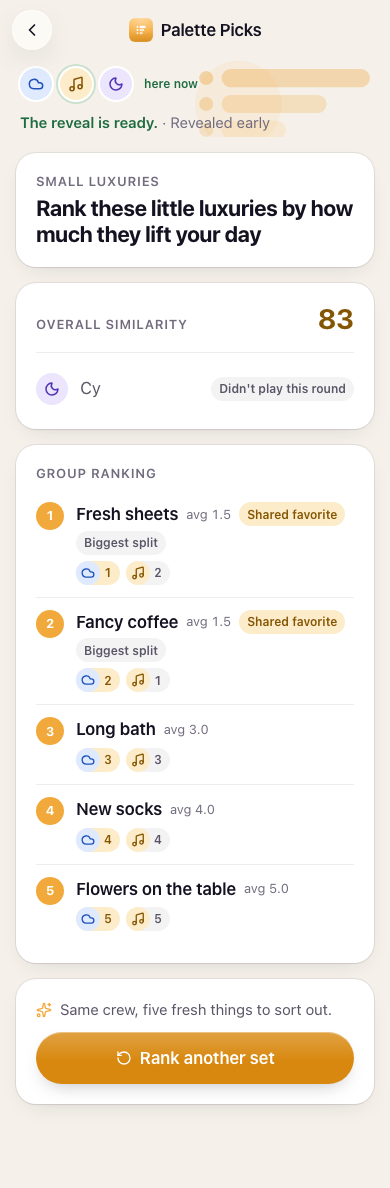 Palette Picks
here now
The reveal is ready. · Revealed early
SMALL LUXURIES
Rank these little luxuries by how
much they lift your day
OVERALL SIMILARITY 83
Cy Didn't play this round
GROUP RANKING
1 Fresh sheets avg 1.5 Shared favorite
Biggest split
1 2
2 Fancy coffee avg 1.5 Shared favorite
Biggest split
2 1
3 Long bath avg 3.0
3 3
4 New socks avg 4.0
4 4
5 Flowers on the table avg 5.0
5 5
Same crew, five fresh things to sort out.
Rank another set